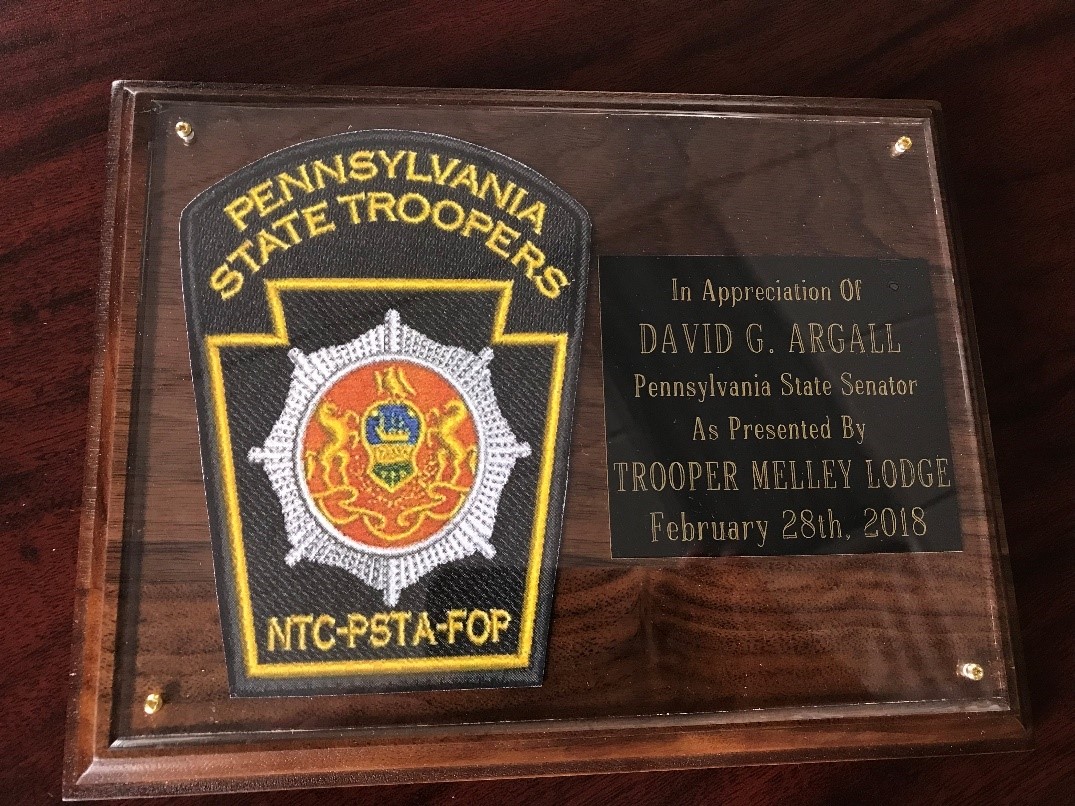 PENNSYLVANIA
STATE TROOPERS
NTC-PSTA-FOP
In Appreciation Of
DAVID G. ARGALL
Pennsylvania State Senator
As Presented By
TROOPER MELLEY LODGE
February 28th, 2018